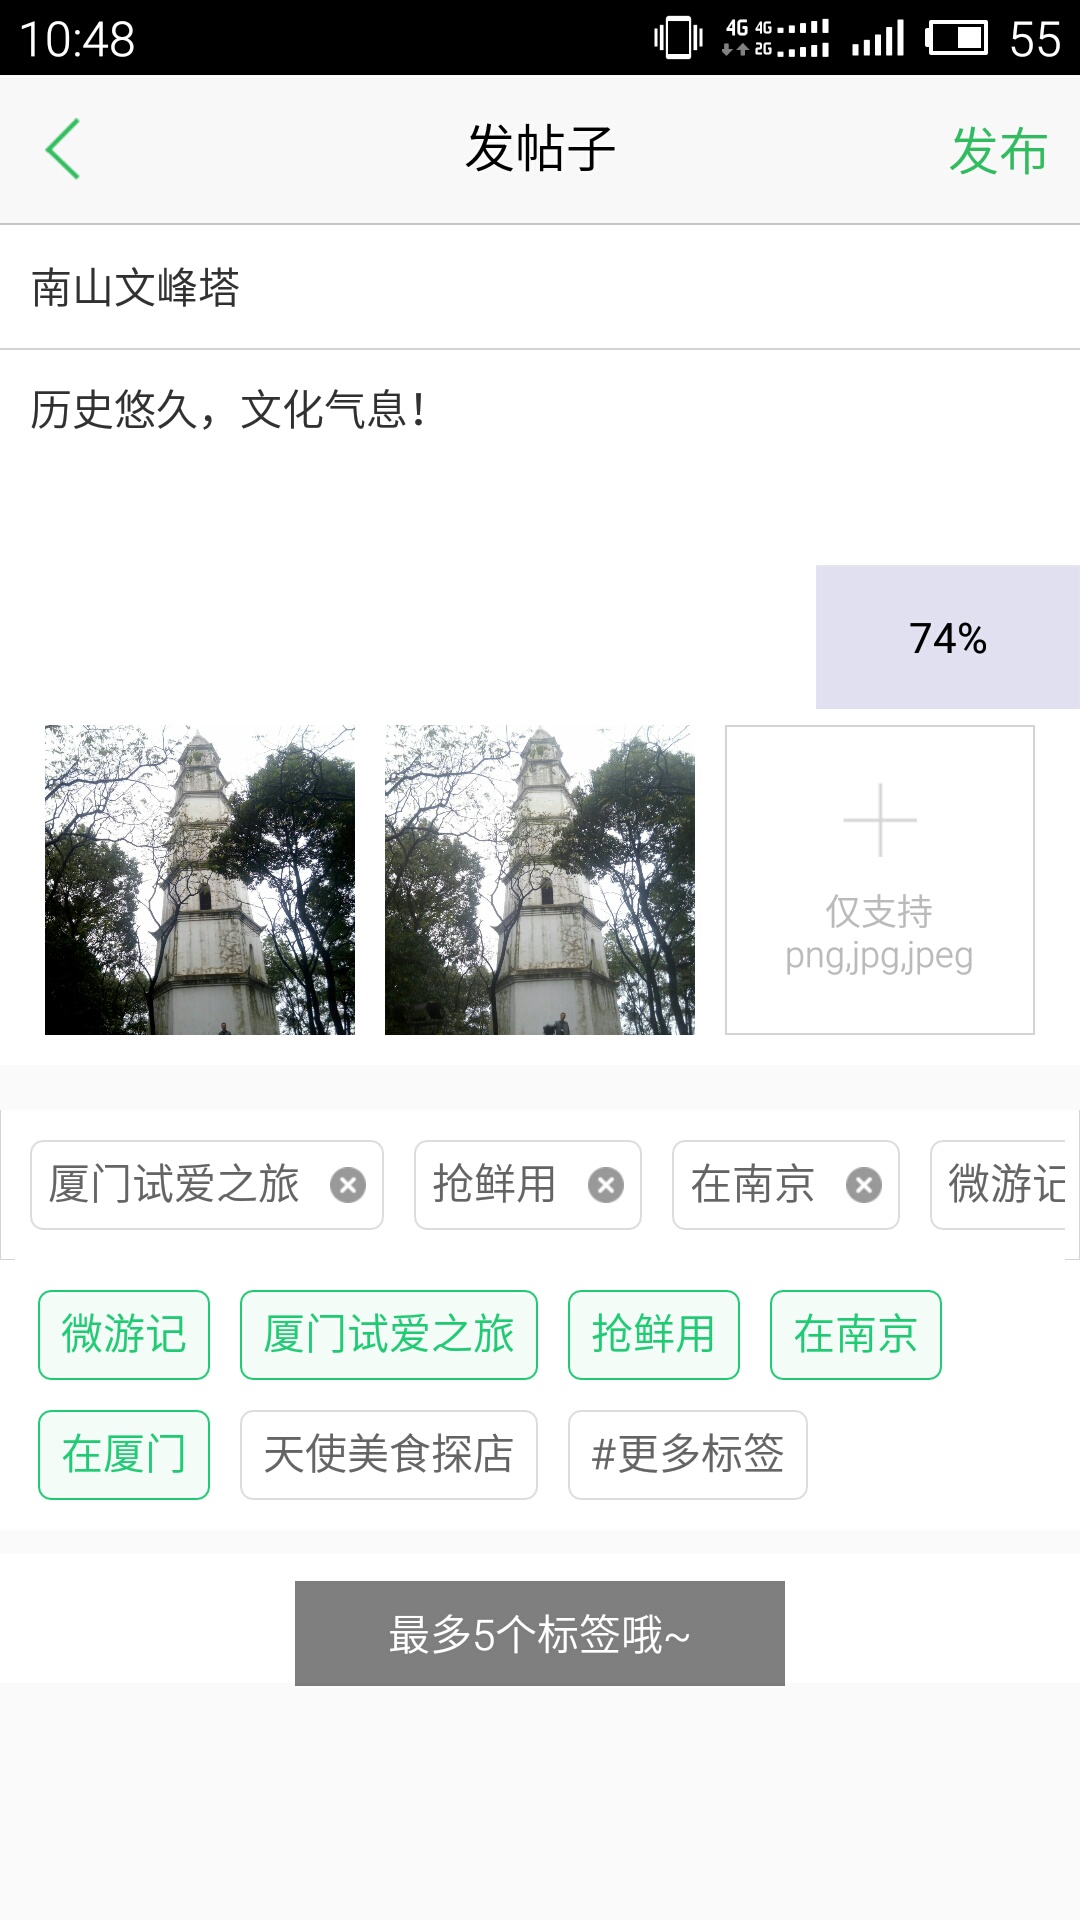 10:48 4G 4G 2G 55
发帖子 发布
南山文峰塔
历史悠久，文化气息！
74%
仅支持
png,jpg,jpeg
厦门试爱之旅 抢鲜用 在南京 微游记
微游记 厦门试爱之旅 抢鲜用 在南京
在厦门 天使美食探店 #更多标签
最多5个标签哦~